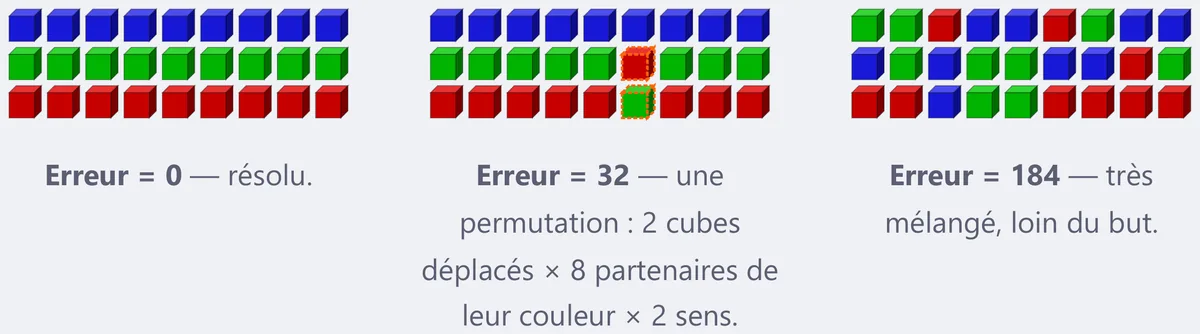 Erreur = 0 — résolu.
Erreur = 32 — une
permutation : 2 cubes
déplacés × 8 partenaires de
leur couleur × 2 sens.
Erreur = 184 — très
mélangé, loin du but.